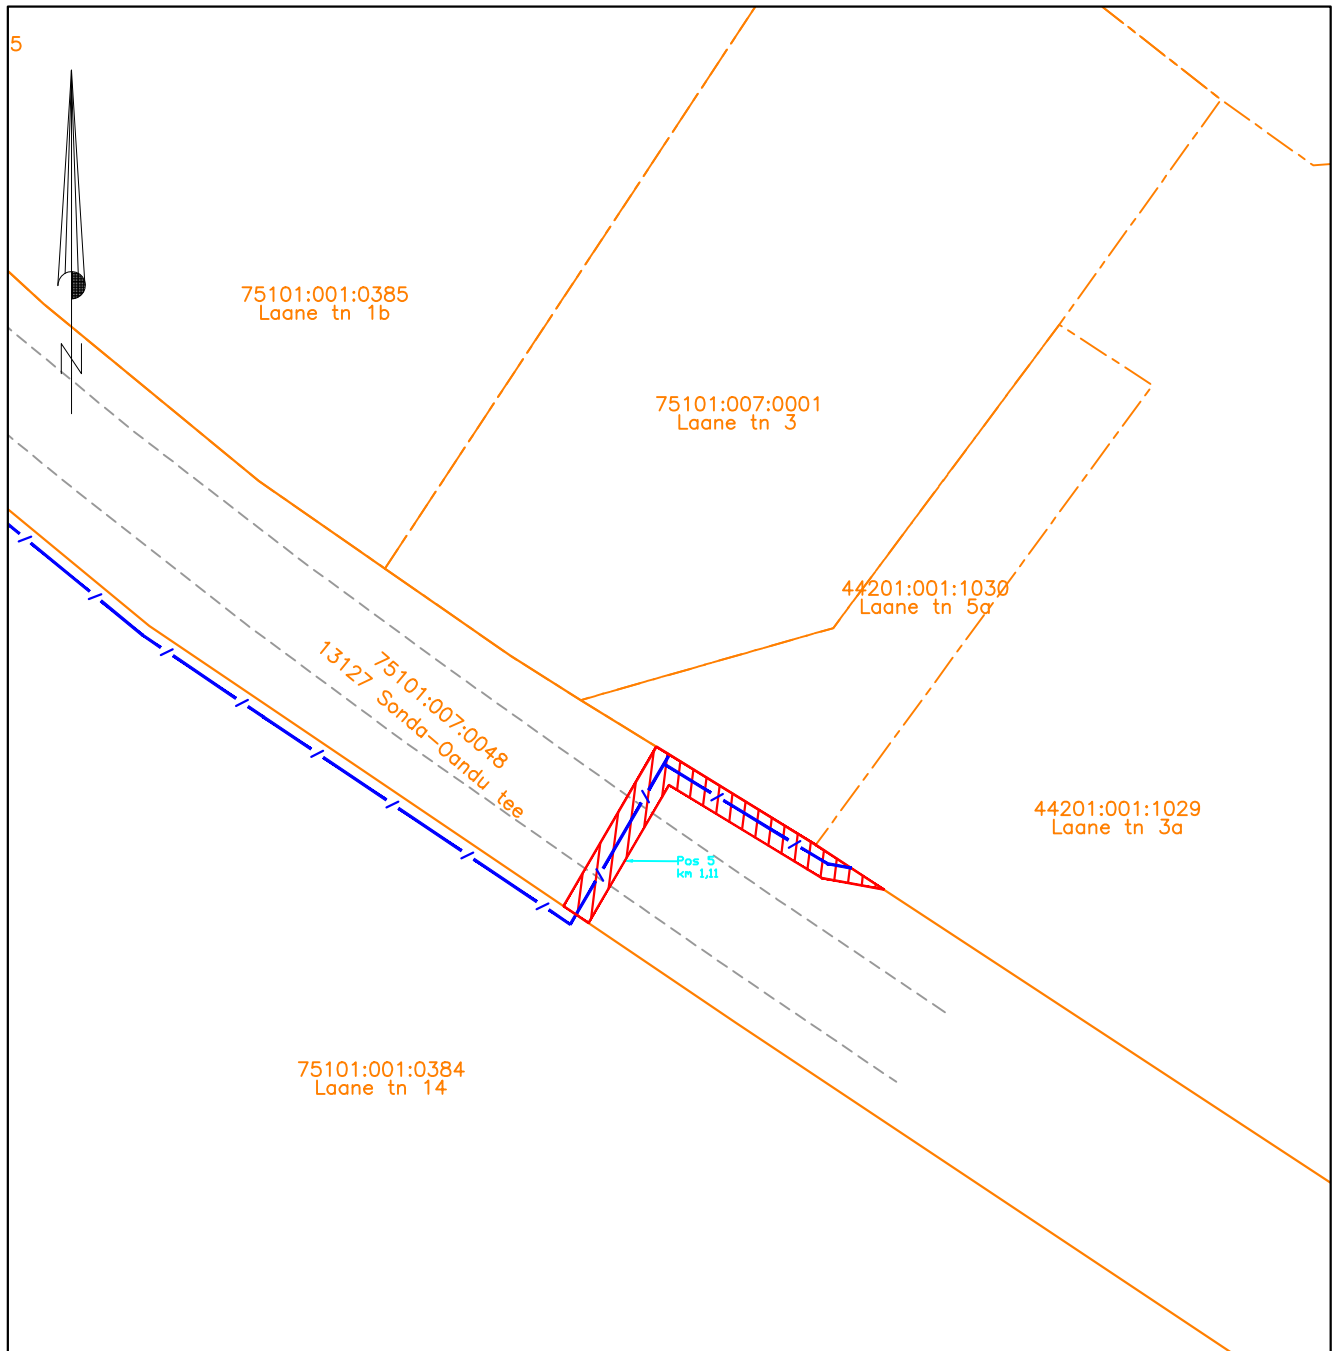 5
75101:001:0385
Laane tn 1b
N
75101:007:0001
Laane tn 3
44201:001:1030
Laane tn 5a
75101:007:0048
13127 Sonda-Oandu tee
44201:001:1029
Laane tn 3a
Pos 5
km 1,11
75101:001:0384
Laane tn 14